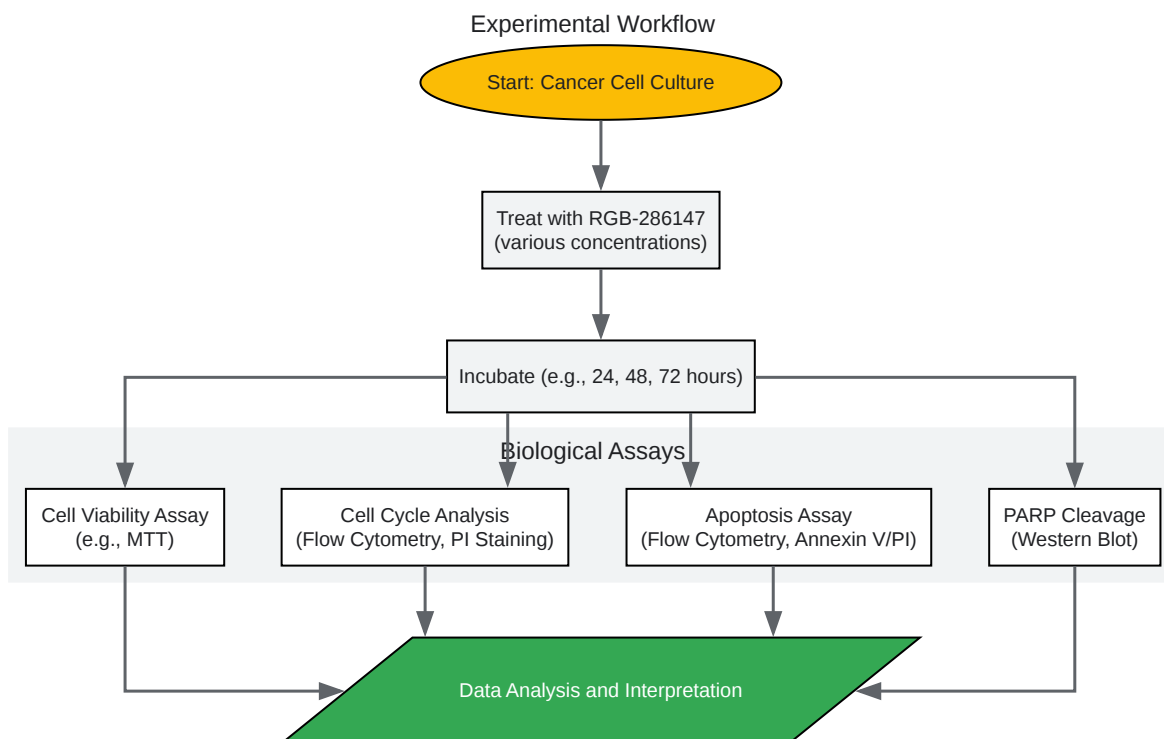 Experimental Workflow
Start: Cancer Cell Culture
Treat with RGB-286147
(various concentrations)
Incubate (e.g., 24, 48, 72 hours)
Biological Assays
Cell Viability Assay
(e.g., MTT)
Cell Cycle Analysis
(Flow Cytometry, PI Staining)
Apoptosis Assay
(Flow Cytometry, Annexin V/PI)
PARP Cleavage
(Western Blot)
Data Analysis and Interpretation